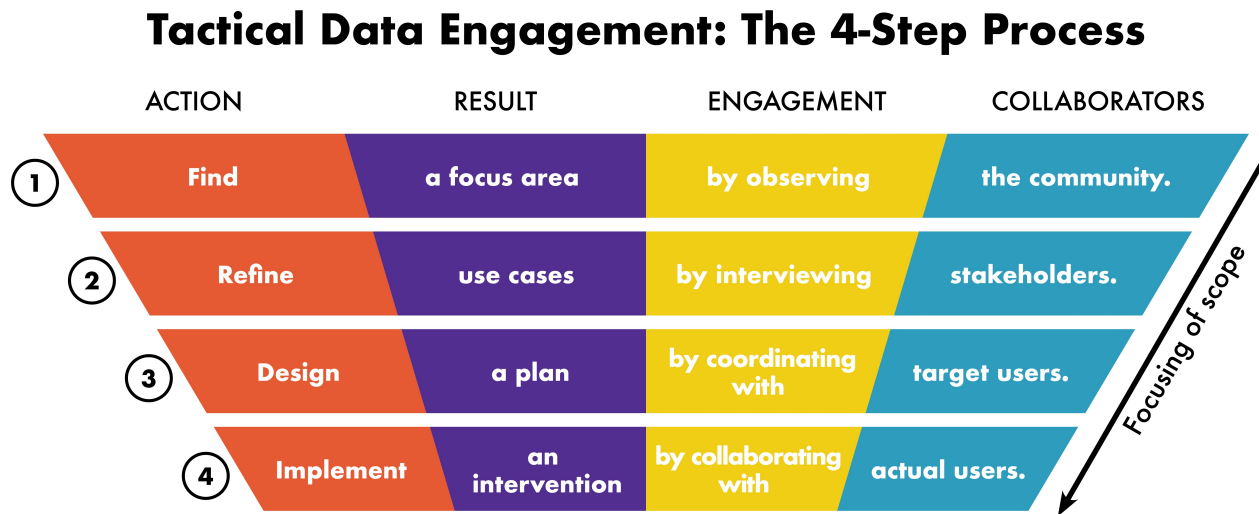 Tactical Data Engagement: The 4-Step Process
ACTION RESULT ENGAGEMENT COLLABORATORS
1 Find a focus area by observing the community.
2 Refine use cases by interviewing stakeholders.
3 Design a plan by coordinating with target users.
4 Implement an intervention by collaborating with actual users.
Focusing of scope